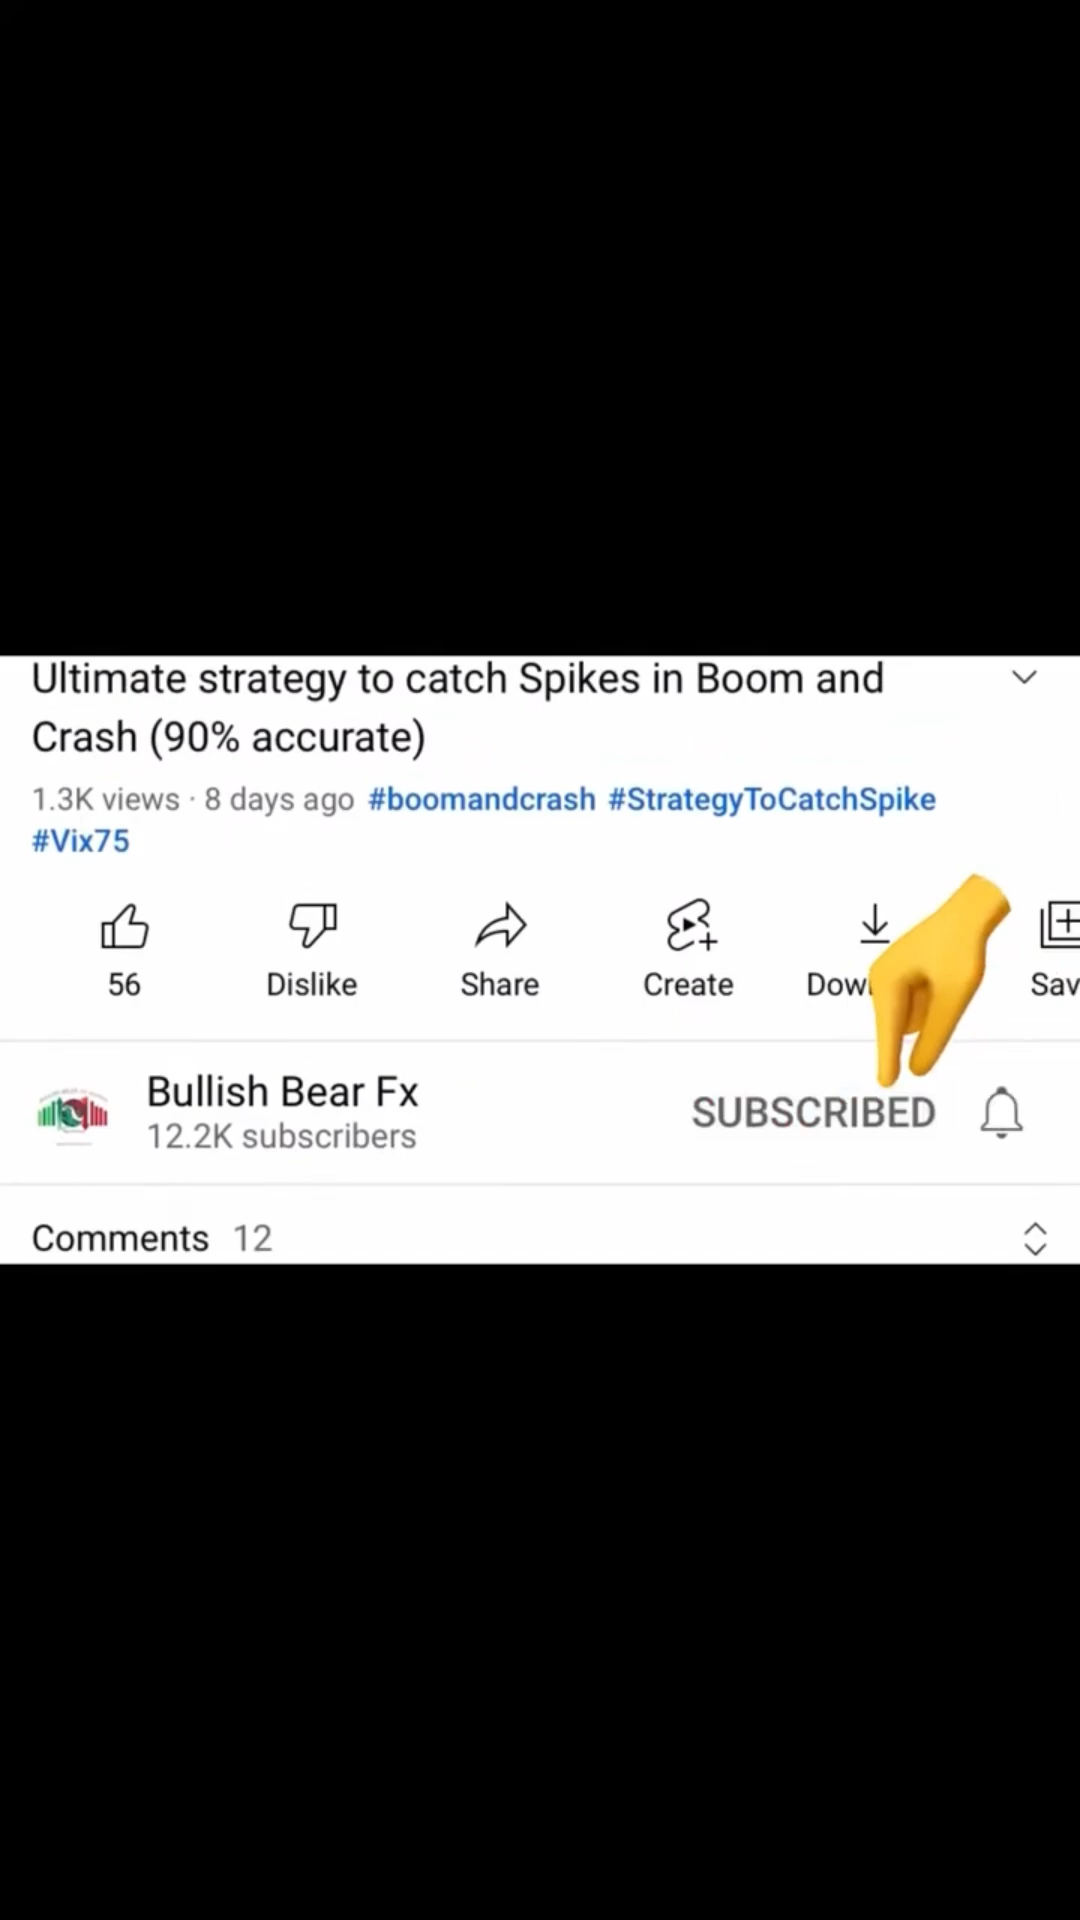 Ultimate strategy to catch Spikes in Boom and
Crash (90% accurate)
1.3K views · 8 days ago #boomandcrash #StrategyToCatchSpike
#Vix75
56 Dislike Share Create Dow Sav
Bullish Bear Fx
12.2K subscribers
SUBSCRIBED
Comments 12